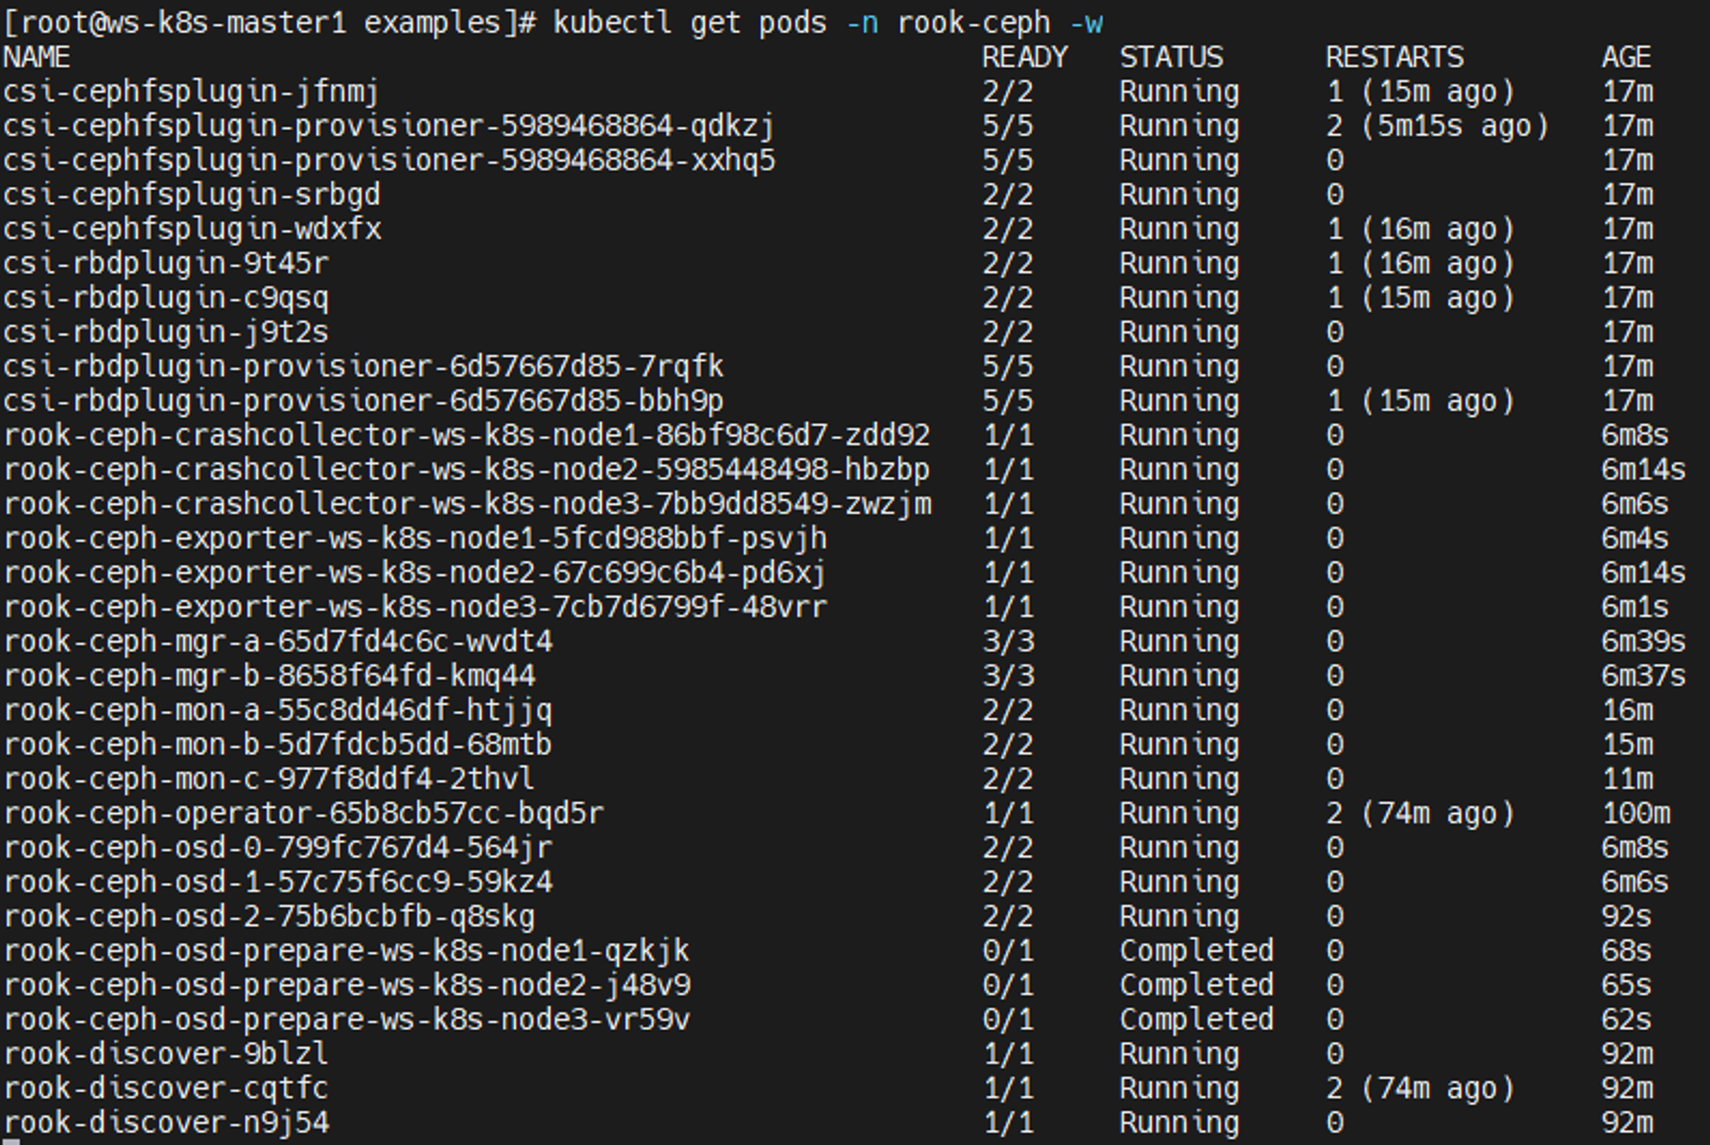 [root@ws-k8s-master1 examples]# kubectl get pods -n rook-ceph -w
NAME READY STATUS RESTARTS AGE
csi-cephfsplugin-jfnmj 2/2 Running 1 (15m ago) 17m
csi-cephfsplugin-provisioner-5989468864-qdkzj 5/5 Running 2 (5m15s ago) 17m
csi-cephfsplugin-provisioner-5989468864-xxhq5 5/5 Running 0 17m
csi-cephfsplugin-srbgd 2/2 Running 0 17m
csi-cephfsplugin-wdxfx 2/2 Running 1 (16m ago) 17m
csi-rbdplugin-9t45r 2/2 Running 1 (16m ago) 17m
csi-rbdplugin-c9qsq 2/2 Running 1 (15m ago) 17m
csi-rbdplugin-j9t2s 2/2 Running 0 17m
csi-rbdplugin-provisioner-6d57667d85-7rqfk 5/5 Running 0 17m
csi-rbdplugin-provisioner-6d57667d85-bbh9p 5/5 Running 1 (15m ago) 17m
rook-ceph-crashcollector-ws-k8s-node1-86bf98c6d7-zdd92 1/1 Running 0 6m8s
rook-ceph-crashcollector-ws-k8s-node2-5985448498-hbzbp 1/1 Running 0 6m14s
rook-ceph-crashcollector-ws-k8s-node3-7bb9dd8549-zwzjm 1/1 Running 0 6m6s
rook-ceph-exporter-ws-k8s-node1-5fcd988bbf-psvjh 1/1 Running 0 6m4s
rook-ceph-exporter-ws-k8s-node2-67c699c6b4-pd6xj 1/1 Running 0 6m14s
rook-ceph-exporter-ws-k8s-node3-7cb7d6799f-48vrr 1/1 Running 0 6m1s
rook-ceph-mgr-a-65d7fd4c6c-wvdt4 3/3 Running 0 6m39s
rook-ceph-mgr-b-8658f64fd-kmq44 3/3 Running 0 6m37s
rook-ceph-mon-a-55c8dd46df-htjjq 2/2 Running 0 16m
rook-ceph-mon-b-5d7fdcb5dd-68mtb 2/2 Running 0 15m
rook-ceph-mon-c-977f8ddf4-2thvl 2/2 Running 0 11m
rook-ceph-operator-65b8cb57cc-bqd5r 1/1 Running 2 (74m ago) 100m
rook-ceph-osd-0-799fc767d4-564jr 2/2 Running 0 6m8s
rook-ceph-osd-1-57c75f6cc9-59kz4 2/2 Running 0 6m6s
rook-ceph-osd-2-75b6bcbfb-q8skg 2/2 Running 0 92s
rook-ceph-osd-prepare-ws-k8s-node1-qzkjk 0/1 Completed 0 68s
rook-ceph-osd-prepare-ws-k8s-node2-j48v9 0/1 Completed 0 65s
rook-ceph-osd-prepare-ws-k8s-node3-vr59v 0/1 Completed 0 62s
rook-discover-9blzl 1/1 Running 0 92m
rook-discover-cqtfc 1/1 Running 2 (74m ago) 92m
rook-discover-n9j54 1/1 Running 0 92m